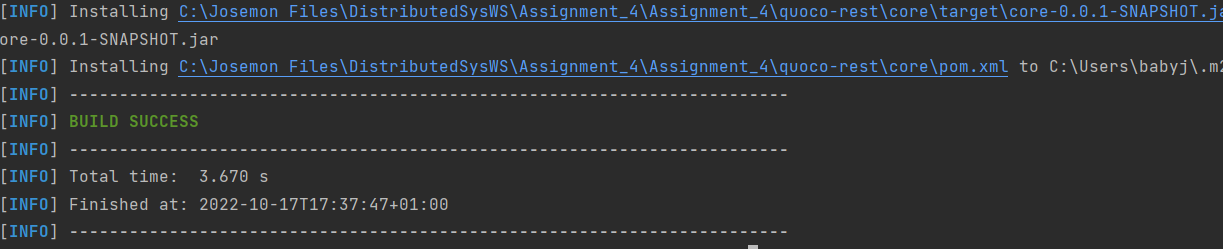 [INFO] Installing C:\Josemon Files\DistributedSysWS\Assignment_4\Assignment_4\quoco-rest\core\target\core-0.0.1-SNAPSHOT.ja
ore-0.0.1-SNAPSHOT.jar
[INFO] Installing C:\Josemon Files\DistributedSysWS\Assignment_4\Assignment_4\quoco-rest\core\pom.xml to C:\Users\babyj\.m2
[INFO] ------------------------------------------------------------------------
[INFO] BUILD SUCCESS
[INFO] ------------------------------------------------------------------------
[INFO] Total time:  3.670 s
[INFO] Finished at: 2022-10-17T17:37:47+01:00
[INFO] ------------------------------------------------------------------------